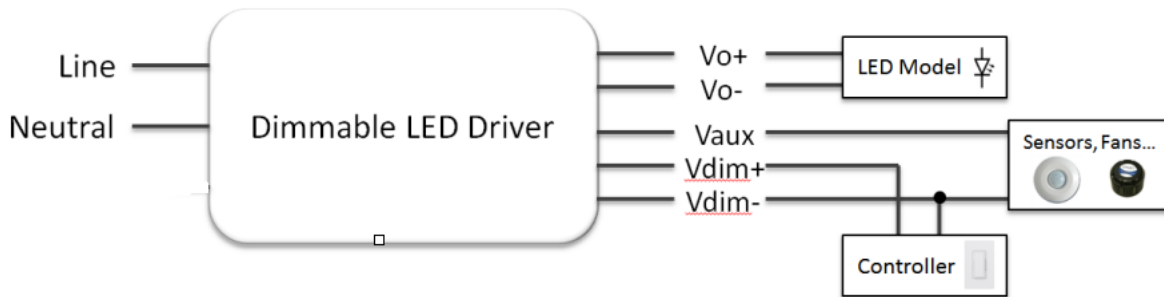 Line
Neutral
Dimmable LED Driver
Vo+
Vo-
Vaux
Vdim+
Vdim-
LED Model
Sensors, Fans...
Controller